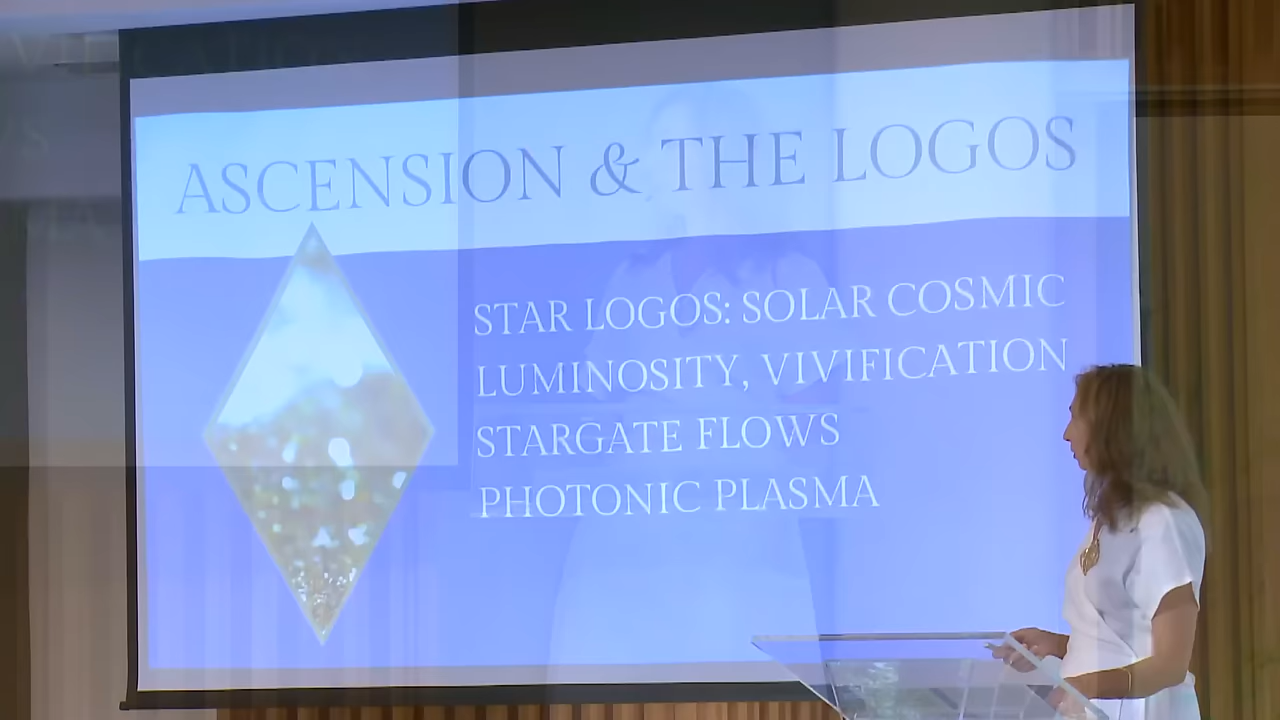 ASCENSION & THE LOGOS
STAR LOGOS: SOLAR COSMIC
LUMINOSITY, VIVIFICATION
STARGATE FLOWS
PHOTONIC PLASMA